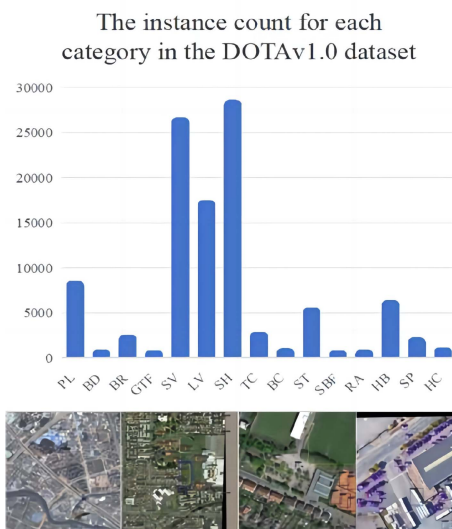 The instance count for each
category in the DOTAv1.0 dataset
30000
25000
20000
15000
10000
5000
0
PL BD BR GTF SV LV SH TC BC ST SBF RA HB SP HC